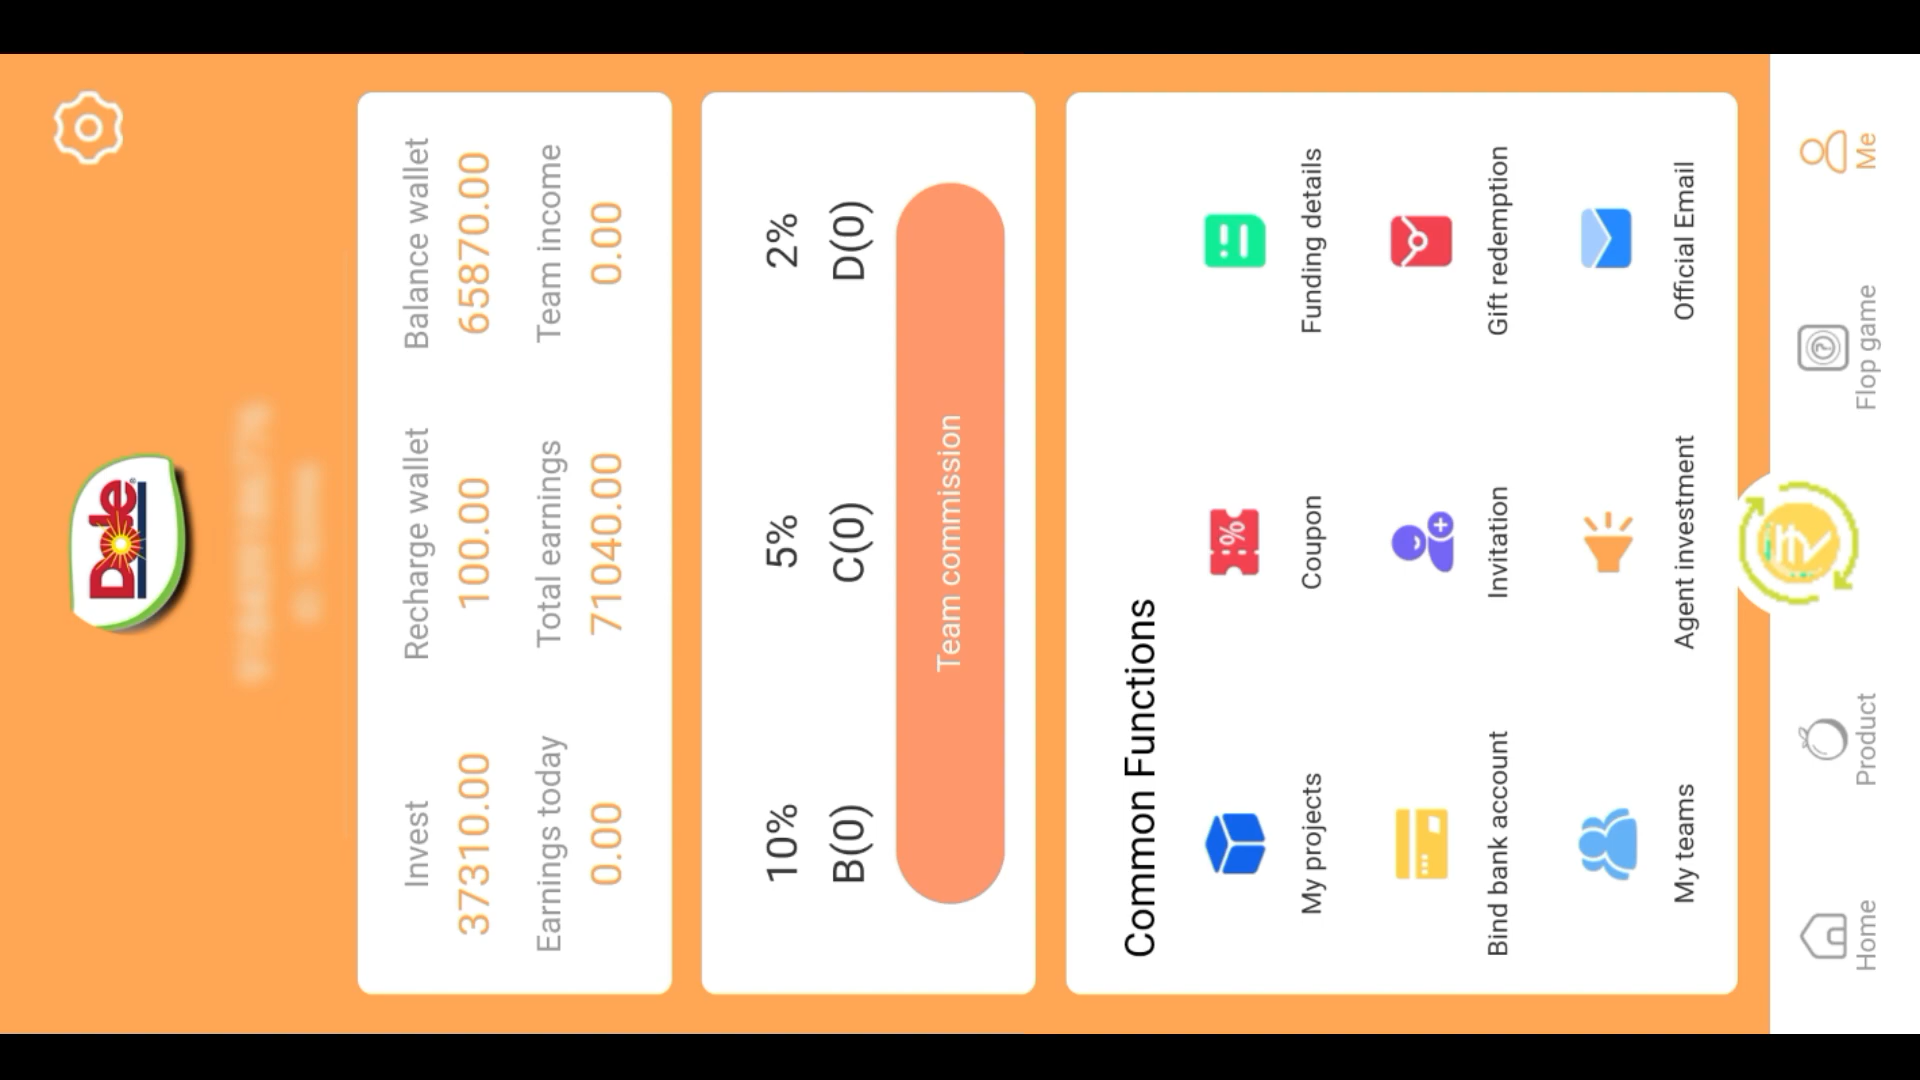 Dole
Invest
Recharge wallet
Balance wallet
37310.00
100.00
65870.00
Earnings today
Total earnings
Team income
0.00
71040.00
0.00
10%
5%
2%
B(0)
C(0)
D(0)
Team commission
Common Functions
%
My projects
Coupon
Funding details
Bind bank account
Invitation
Gift redemption
My teams
Agent investment
Official Email
₹
Home
Product
Flop game
Me